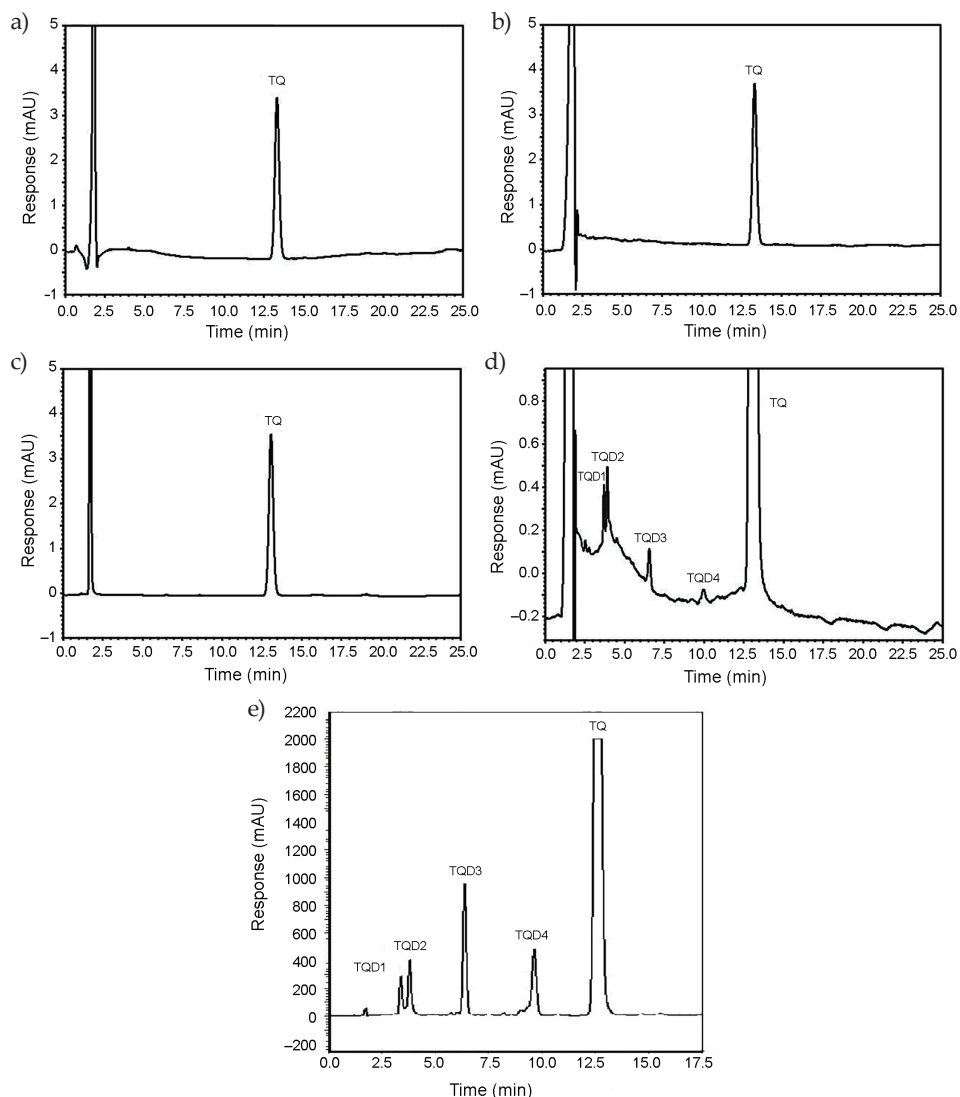 a)
5
4
3
2
1
0
–1
Response (mAU)
TQ
0.0 2.5 5.0 7.5 10.0 12.5 15.0 17.5 20.0 22.5 25.0
Time (min)
b)
5
4
3
2
1
0
–1
Response (mAU)
TQ
0.0 2.5 5.0 7.5 10.0 12.5 15.0 17.5 20.0 22.5 25.0
Time (min)
c)
5
4
3
2
1
0
–1
Response (mAU)
TQ
0.0 2.5 5.0 7.5 10.0 12.5 15.0 17.5 20.0 22.5 25.0
Time (min)
d)
0.8
0.6
0.4
0.2
0.0
–0.2
Response (mAU)
TQD1
TQD2
TQD3
TQD4
TQ
0.0 2.5 5.0 7.5 10.0 12.5 15.0 17.5 20.0 22.5 25.0
Time (min)
e)
2200
2000
1800
1600
1400
1200
1000
800
600
400
200
0
–200
Response (mAU)
TQD1
TQD2
TQD3
TQD4
TQ
0.0 2.5 5.0 7.5 10.0 12.5 15.0 17.5
Time (min)